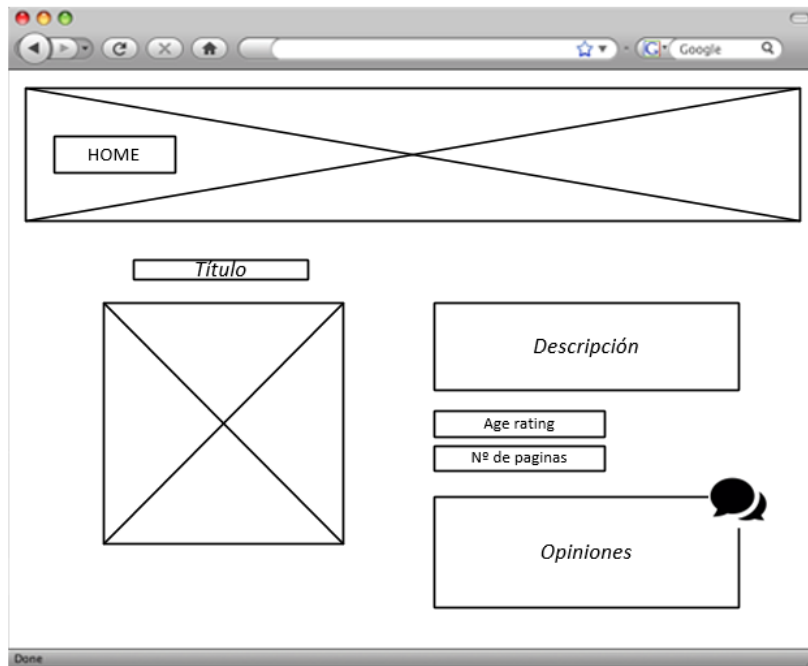 Google
HOME
Título
Descripción
Age rating
Nº de paginas
Opiniones
Done